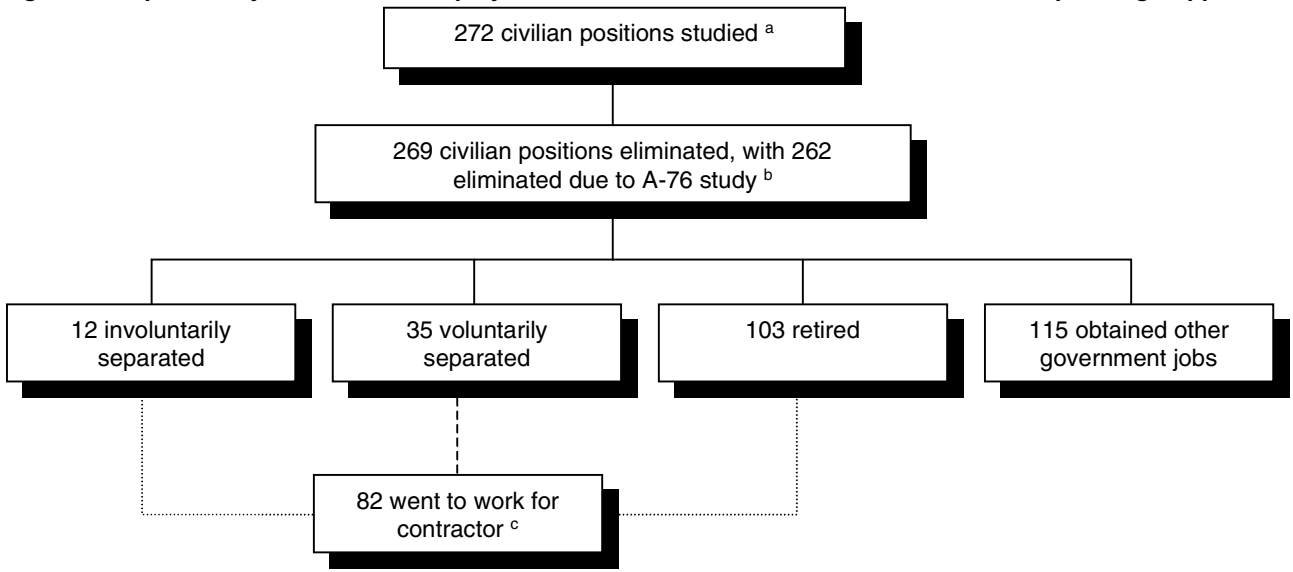 272 civilian positions studied a
269 civilian positions eliminated, with 262
eliminated due to A-76 study b
12 involuntarily
separated
35 voluntarily
separated
103 retired
115 obtained other
government jobs
82 went to work for
contractor c